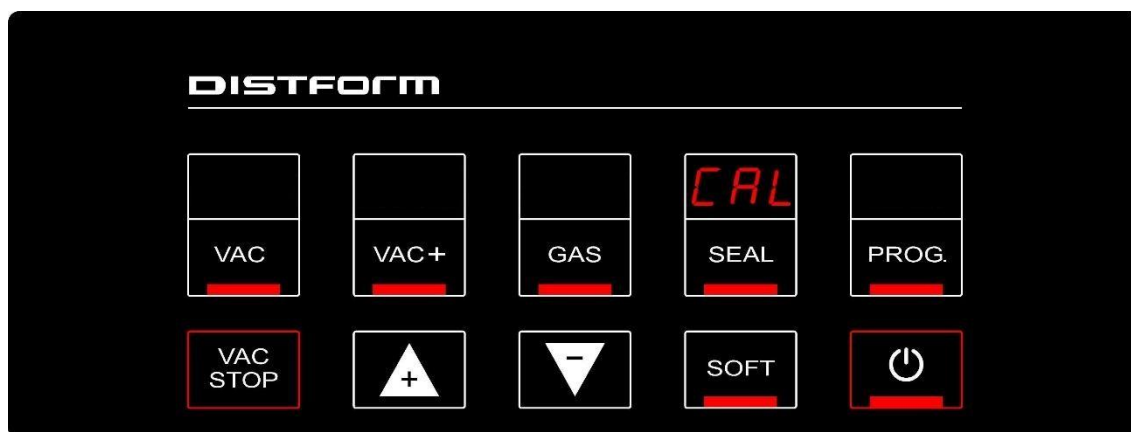 DISTFORM
CAL
VAC
VAC+
GAS
SEAL
PROG.
VAC
STOP
+
-
SOFT